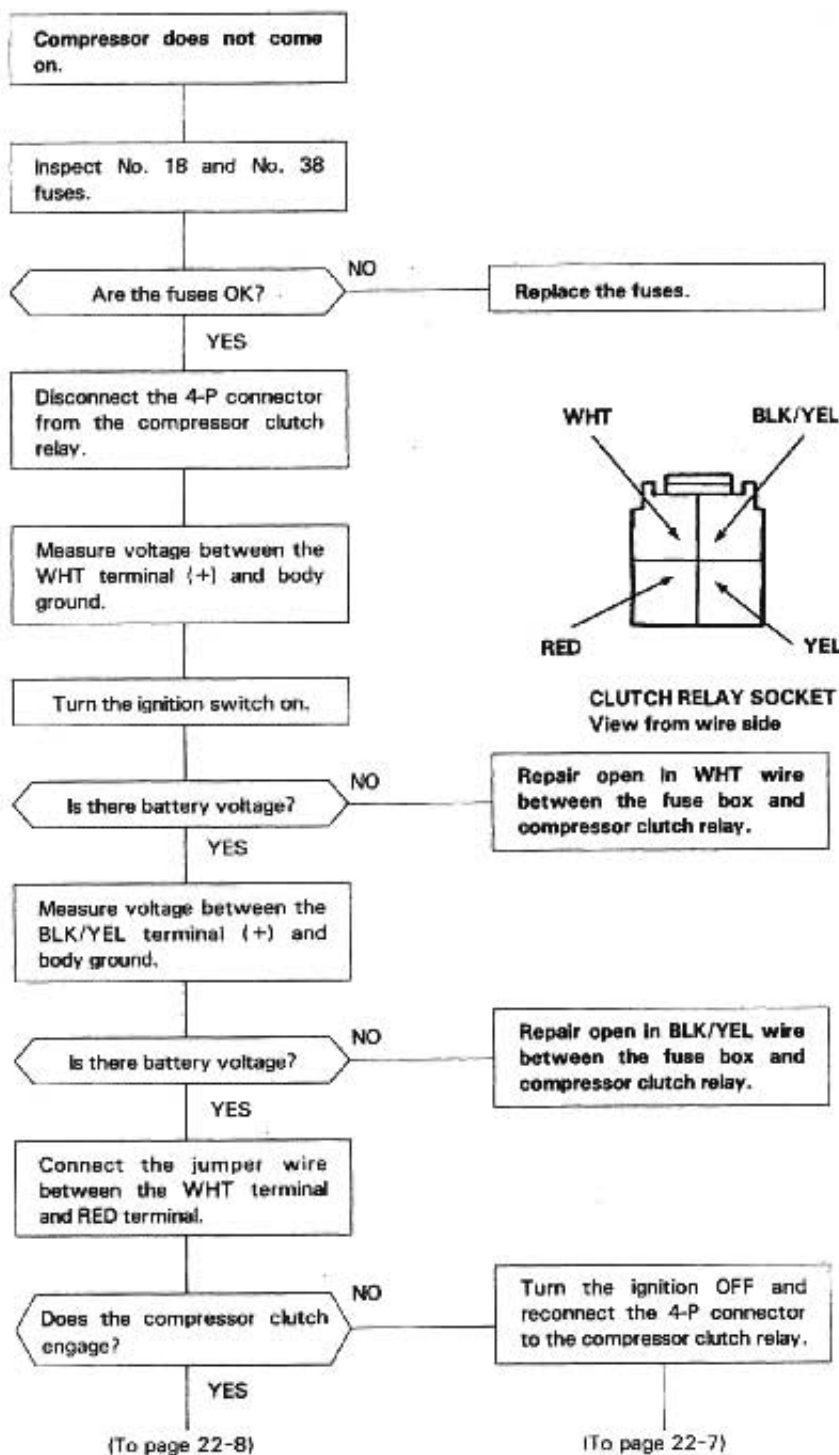 Compressor does not come
on.
Inspect No. 18 and No. 38
fuses.
Are the fuses OK?
NO
Replace the fuses.
YES
Disconnect the 4-P connector
from the compressor clutch
relay.
WHT
BLK/YEL
RED
YEL
CLUTCH RELAY SOCKET
View from wire side
Measure voltage between the
WHT terminal (+) and body
ground.
Turn the ignition switch on.
Is there battery voltage?
NO
Repair open in WHT wire
between the fuse box and
compressor clutch relay.
YES
Measure voltage between the
BLK/YEL terminal (+) and
body ground.
Is there battery voltage?
NO
Repair open in BLK/YEL wire
between the fuse box and
compressor clutch relay.
YES
Connect the jumper wire
between the WHT terminal
and RED terminal.
Does the compressor clutch
engage?
NO
Turn the ignition OFF and
reconnect the 4-P connector
to the compressor clutch relay.
YES
(To page 22-8)
(To page 22-7)